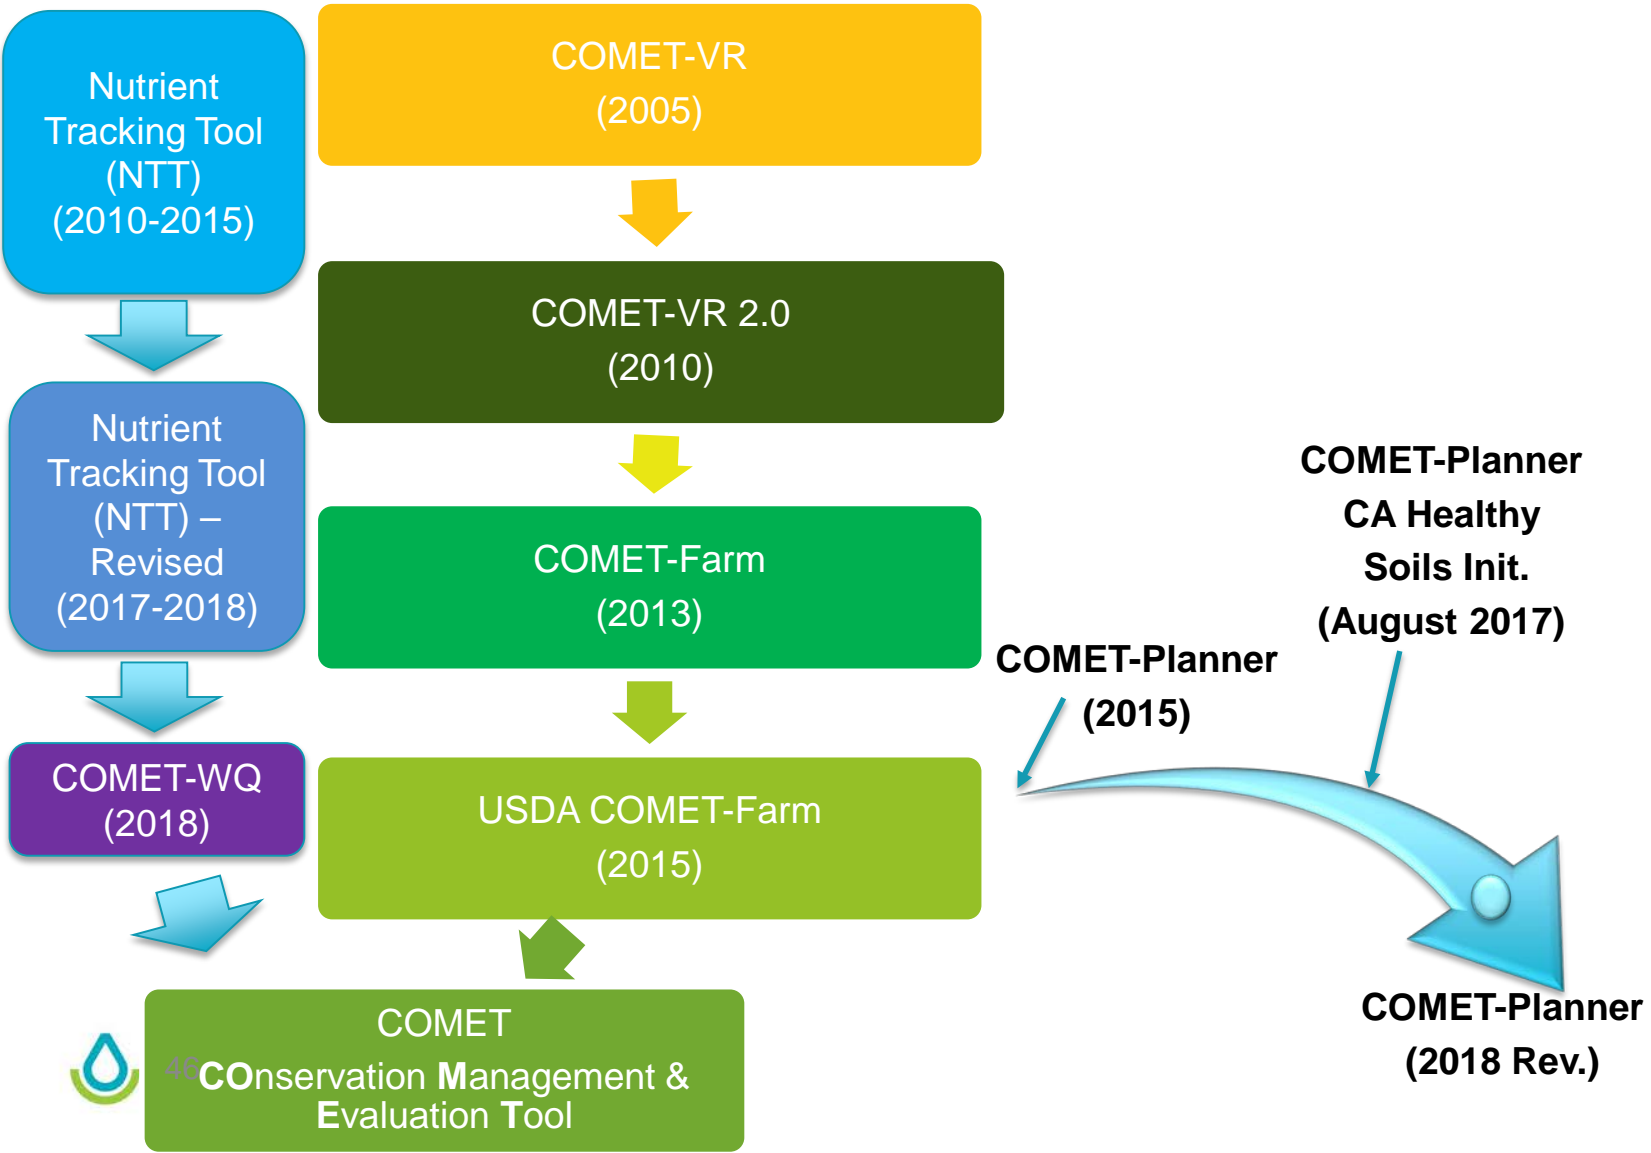 Nutrient
Tracking Tool
(NTT)
(2010-2015)
Nutrient
Tracking Tool
(NTT) –
Revised
(2017-2018)
COMET-WQ
(2018)
COMET-VR
(2005)
COMET-VR 2.0
(2010)
COMET-Farm
(2013)
USDA COMET-Farm
(2015)
COMET
46
COnservation Management &
Evaluation Tool
COMET-Planner
(2015)
COMET-Planner
CA Healthy
Soils Init.
(August 2017)
COMET-Planner
(2018 Rev.)